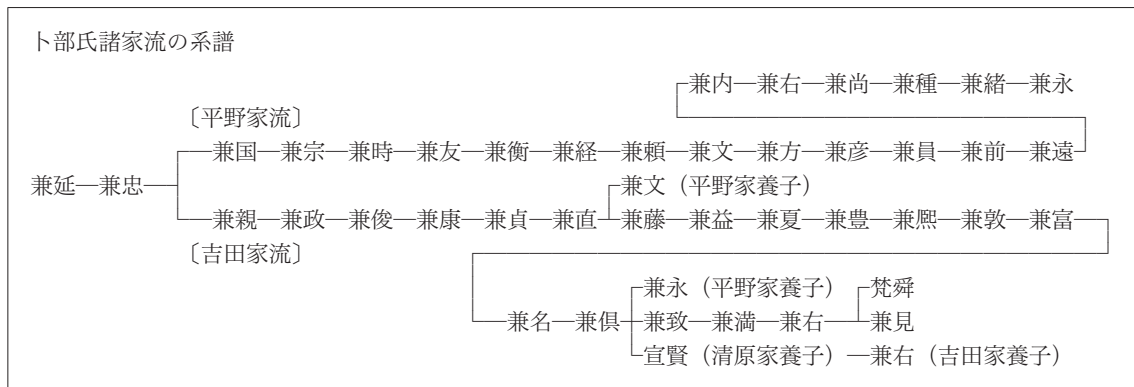 卜部氏諸家流の系譜
兼内―兼右―兼尚―兼種―兼緒―兼永
〔平野家流〕
兼国―兼宗―兼時―兼友―兼衡―兼経―兼頼―兼文―兼方―兼彦―兼員―兼前―兼遠
兼延―兼忠
兼文（平野家養子）
兼親―兼政―兼俊―兼康―兼貞―兼直―兼藤―兼益―兼夏―兼豊―兼煕―兼敦―兼富
〔吉田家流〕
兼永（平野家養子）
梵舜
兼名―兼倶―兼致―兼満―兼右―兼見
宣賢（清原家養子）―兼右（吉田家養子）